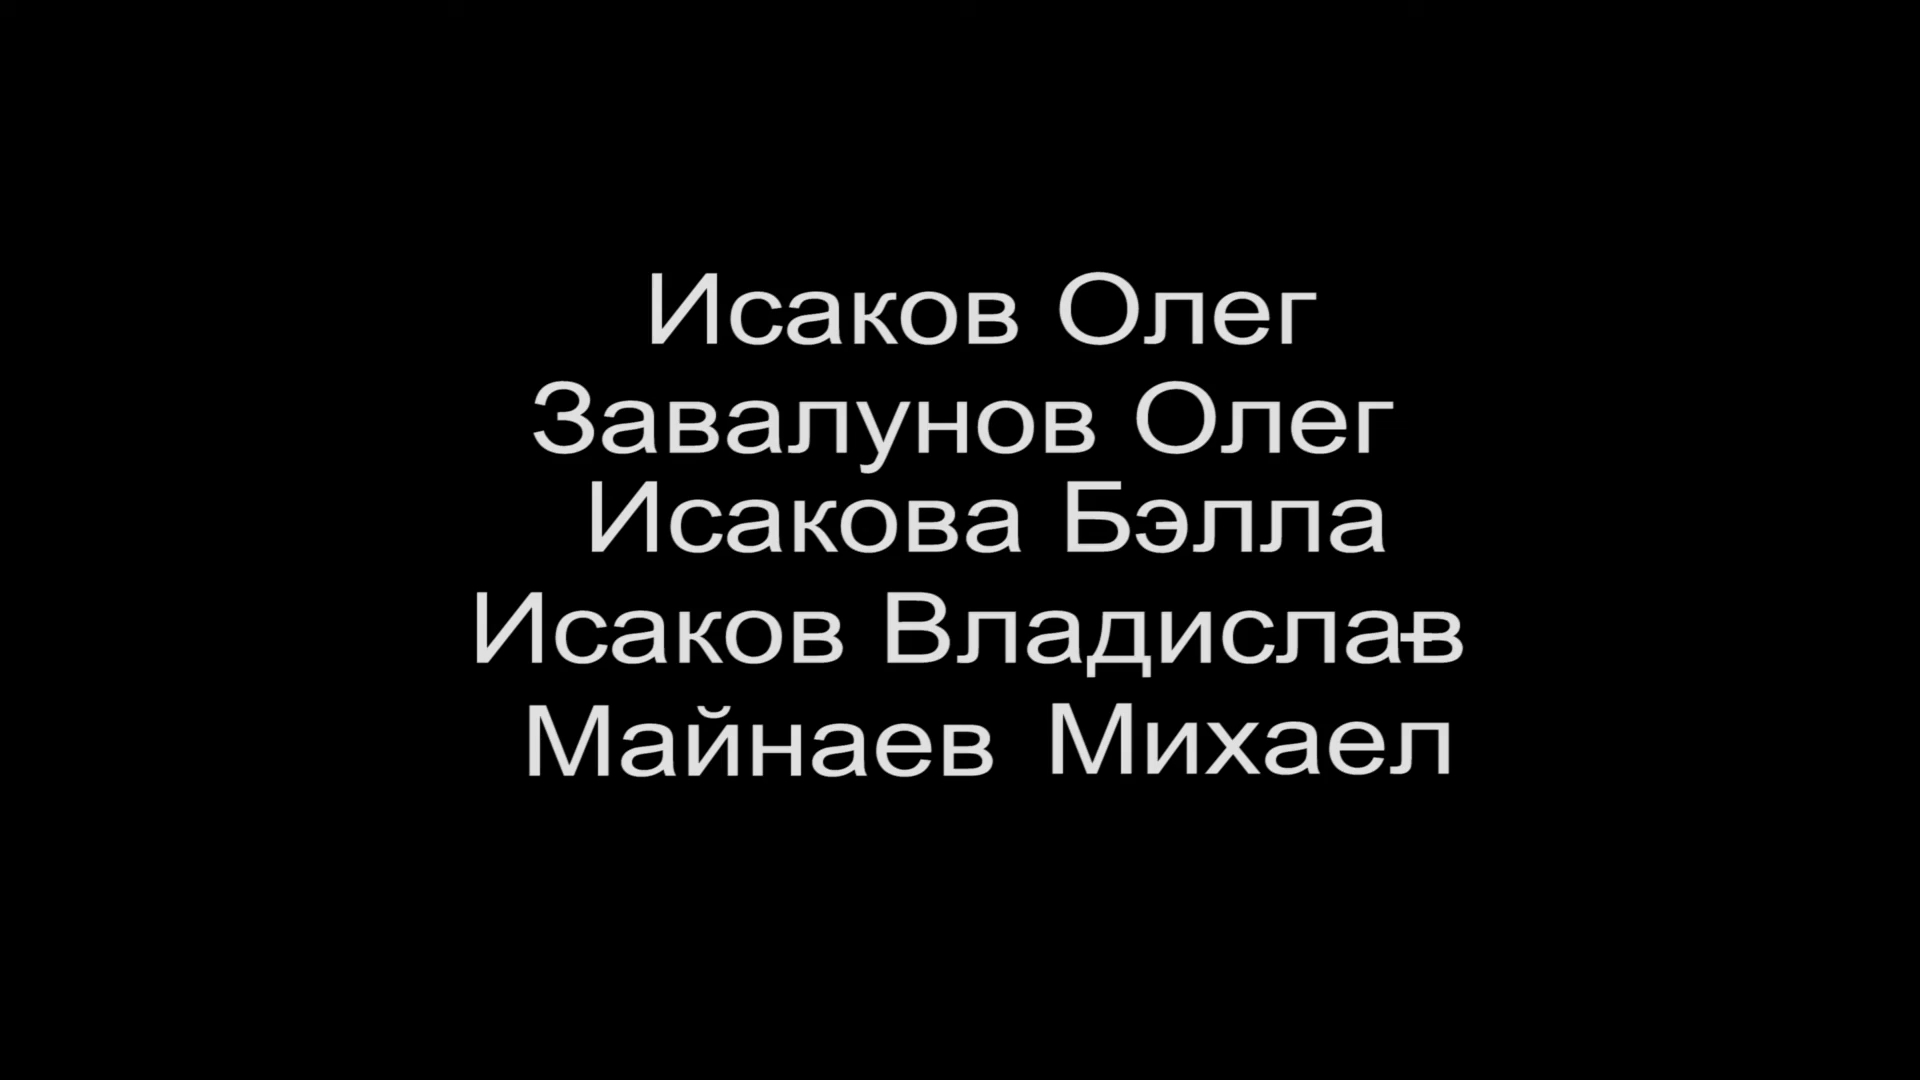 Исаков Олег
Завалунов Олег
Исакова Бэлла
Исаков Владислав
Майнаев Михаел